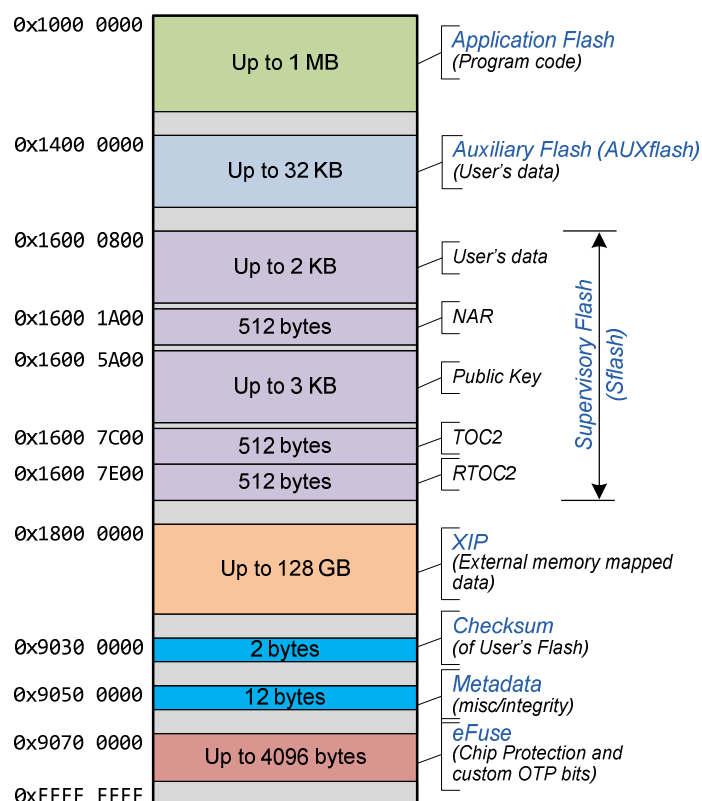 0x1000 0000
Up to 1 MB
Application Flash
(Program code)
0x1400 0000
Up to 32 KB
Auxiliary Flash (AUXflash)
(User's data)
0x1600 0800
Up to 2 KB
User's data
0x1600 1A00
512 bytes
NAR
0x1600 5A00
Up to 3 KB
Public Key
0x1600 7C00
512 bytes
TOC2
0x1600 7E00
512 bytes
RTOC2
Supervisory Flash
(Sflash)
0x1800 0000
Up to 128 GB
XIP
(External memory mapped
data)
0x9030 0000
2 bytes
Checksum
(of User's Flash)
0x9050 0000
12 bytes
Metadata
(misc/integrity)
0x9070 0000
Up to 4096 bytes
eFuse
(Chip Protection and
custom OTP bits)
0xFFFF FFFF